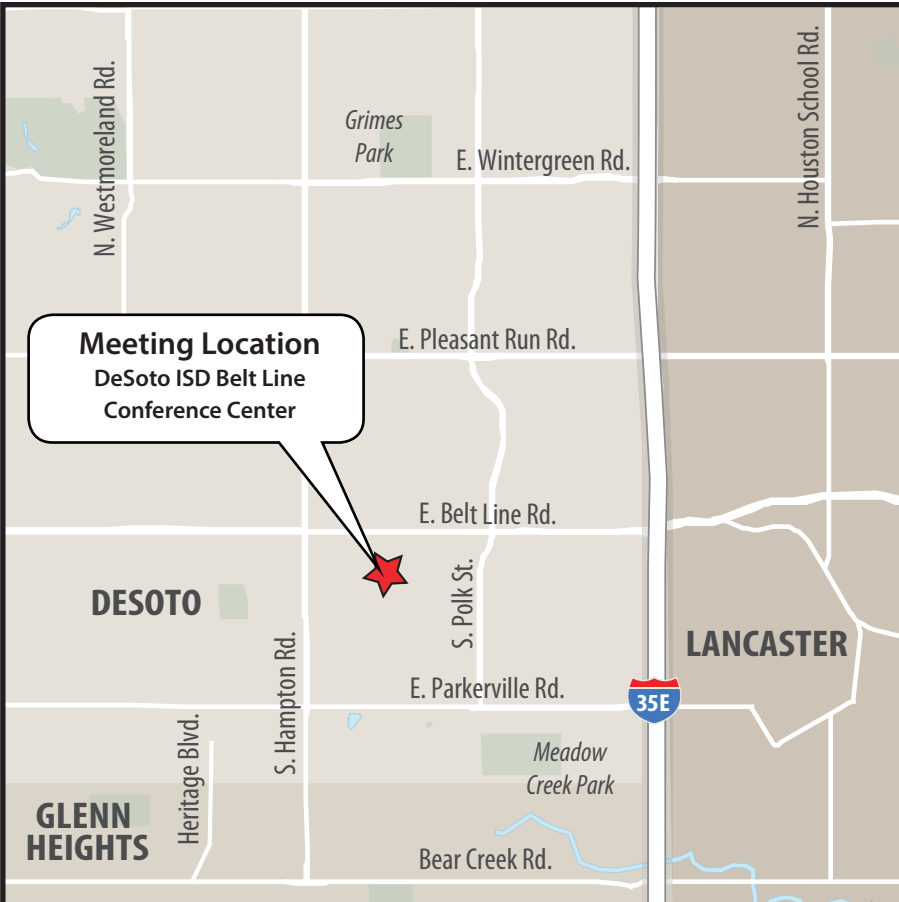 N. Westmoreland Rd.
Grimes
Park
E. Wintergreen Rd.
N. Houston School Rd.
Meeting Location
DeSoto ISD Belt Line
Conference Center
E. Pleasant Run Rd.
E. Belt Line Rd.
DESOTO
S. Polk St.
LANCASTER
S. Hampton Rd.
E. Parkerville Rd.
35E
Heritage Blvd.
Meadow
Creek Park
GLENN
HEIGHTS
Bear Creek Rd.